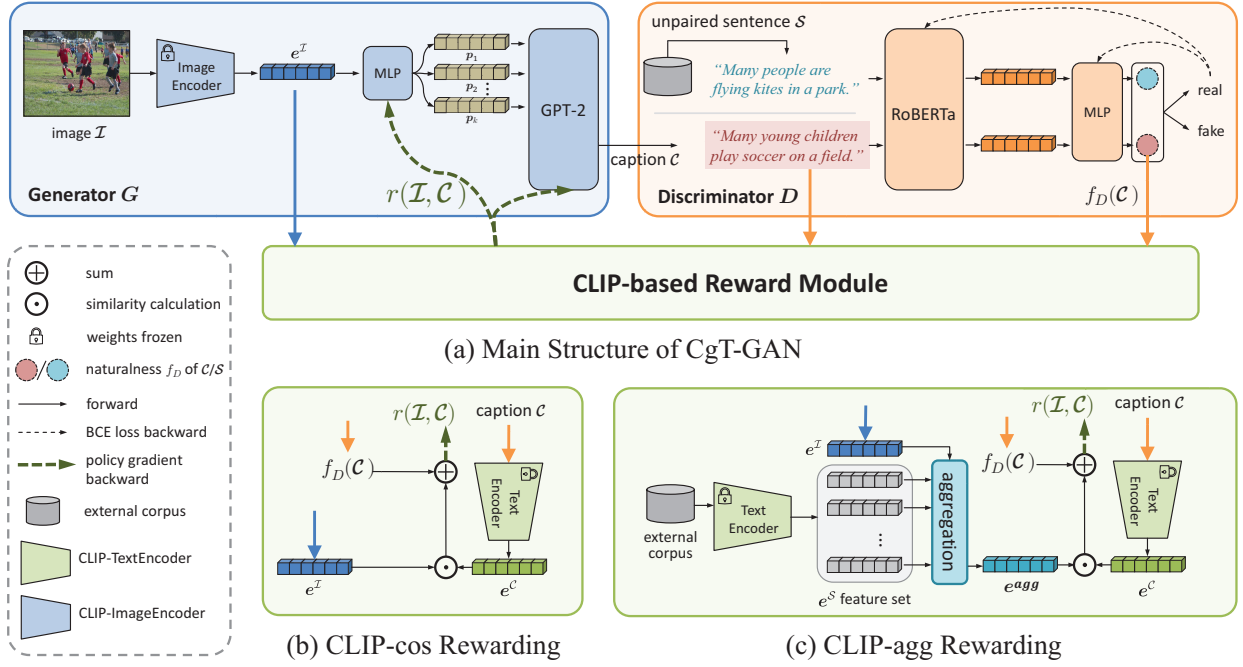 unpaired sentence 𝒮
e^ℐ
Image
Encoder
MLP
p₁
p₂
pₖ
GPT-2
image ℐ
Generator G
caption 𝒞
r(ℐ, 𝒞)
"Many people are
flying kites in a park."
"Many young children
play soccer on a field."
RoBERTa
MLP
real
fake
Discriminator D
f_D(𝒞)
CLIP-based Reward Module
(a) Main Structure of CgT-GAN
sum
similarity calculation
weights frozen
naturalness f_D of 𝒞/𝒮
forward
BCE loss backward
policy gradient
backward
external corpus
CLIP-TextEncoder
CLIP-ImageEncoder
r(ℐ, 𝒞)
caption 𝒞
f_D(𝒞)
Text
Encoder
e^ℐ
e^𝒞
(b) CLIP-cos Rewarding
external
corpus
Text
Encoder
e^ℐ
e^𝒮 feature set
aggregation
e^agg
r(ℐ, 𝒞)
caption 𝒞
f_D(𝒞)
Text
Encoder
e^𝒞
(c) CLIP-agg Rewarding